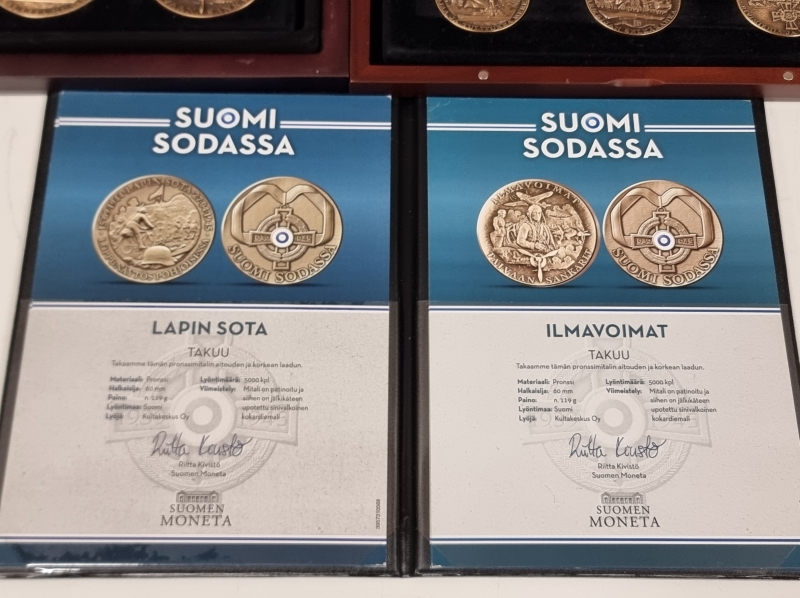 SUOMI
SODASSA
SUOMI SODASSA
LAPIN SOTA
TAKUU
Takaamme tämän pronssimitalin aitouden ja korkean laadun.
Materiaali: Pronssi
Halkaisija: 60 mm
Paino: n. 119 g
Lyöntimaa: Suomi
Lyöjä: Kultakeskus Oy
Lyöntimäärä: 5000 kpl
Viimeistely: Mitali on patinoitu ja
siihen on jälkikäteen
upotettu sinivalkoinen
kokardiemali
Riitta Kivistö
Riitta Kivistö
Suomen Moneta
SUOMEN
MONETA
SUOMI
SODASSA
ILMAVOIMAT
TAIVAAN SANKARIT
SUOMI SODASSA
ILMAVOIMAT
TAKUU
Takaamme tämän pronssimitalin aitouden ja korkean laadun.
Materiaali: Pronssi
Halkaisija: 60 mm
Paino: n. 119 g
Lyöntimaa: Suomi
Lyöjä: Kultakeskus Oy
Lyöntimäärä: 5000 kpl
Viimeistely: Mitali on patinoitu ja
siihen on jälkikäteen
upotettu sinivalkoinen
kokardiemali
Riitta Kivistö
Riitta Kivistö
Suomen Moneta
SUOMEN
MONETA